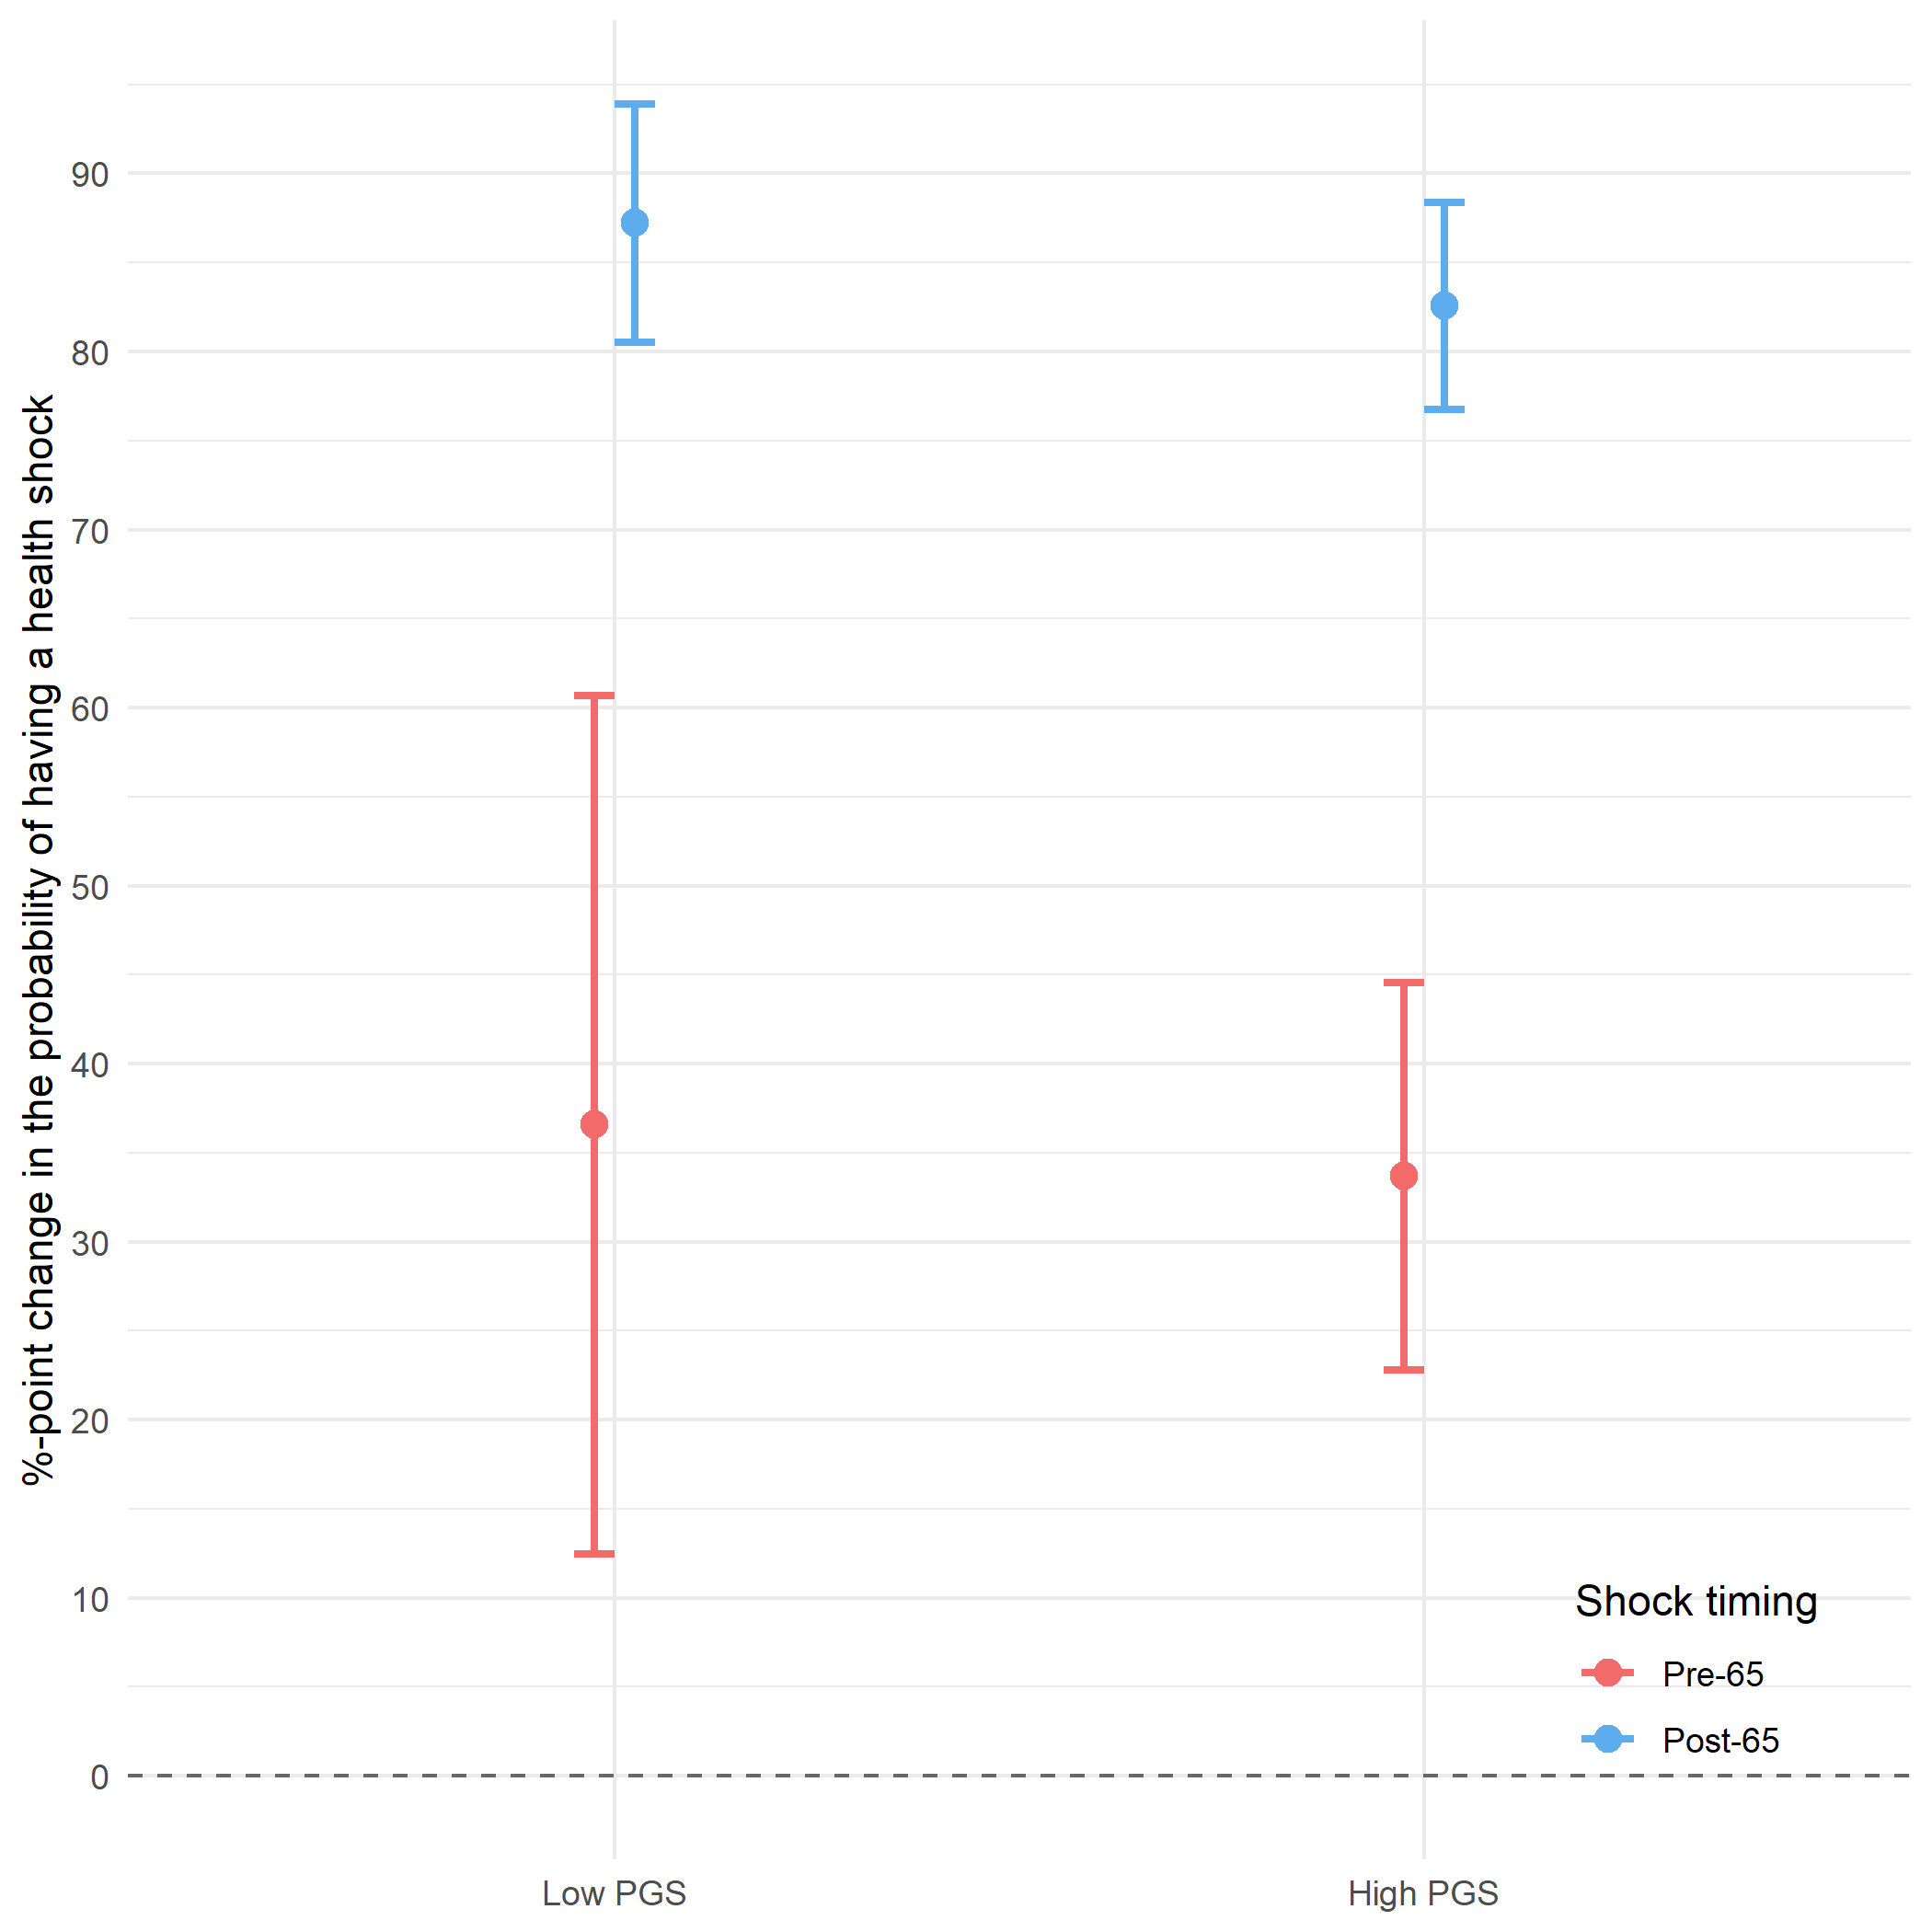 %-point change in the probability of having a health shock
90
80
70
60
50
40
30
20
10
0
Low PGS
High PGS
Shock timing
Pre-65
Post-65